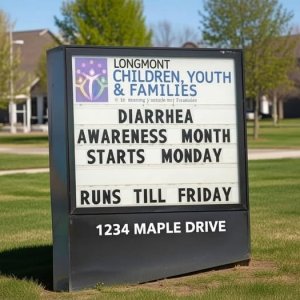 LONGMONT
CHILDREN, YOUTH
& FAMILIES
DIARRHEA
AWARENESS MONTH
STARTS MONDAY
RUNS TILL FRIDAY
1234 MAPLE DRIVE